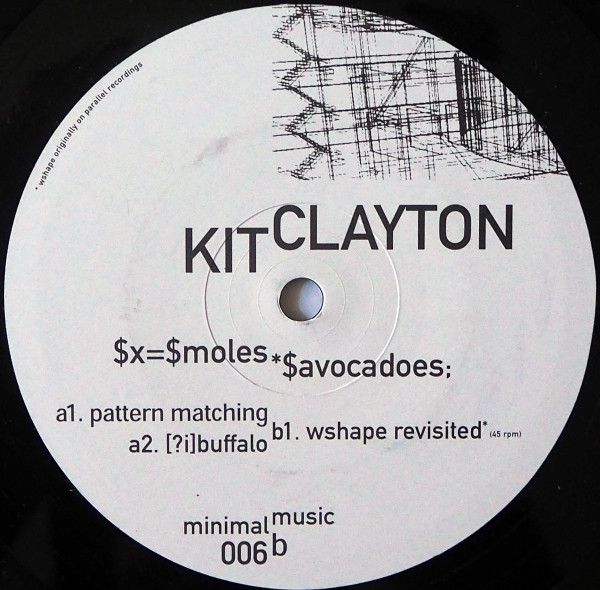 * wshape originally on parallel recordings
KIT CLAYTON
$x=$moles*$avocadoes;
a1. pattern matching
a2. [?i]buffalo
b1. wshape revisited* (45 rpm)
minimal music
006 b